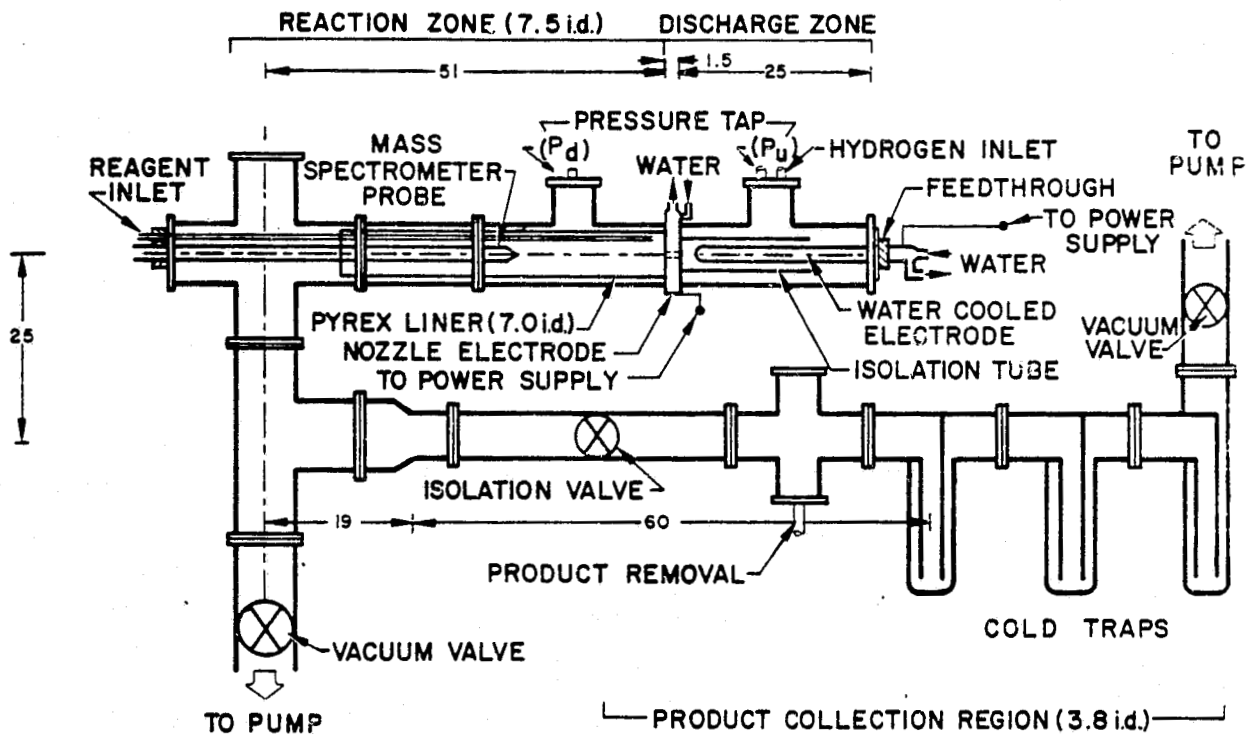 REACTION ZONE (7.5 i.d.) DISCHARGE ZONE
1.5
51
25
PRESSURE TAP
(Pd)
(Pu)
MASS
SPECTROMETER
PROBE
WATER
HYDROGEN INLET
TO
PUMP
REAGENT
INLET
FEEDTHROUGH
TO POWER
SUPPLY
WATER
25
PYREX LINER (7.0 i.d.)
NOZZLE ELECTRODE
TO POWER SUPPLY
WATER COOLED
ELECTRODE
ISOLATION TUBE
VACUUM
VALVE
ISOLATION VALVE
19
60
PRODUCT REMOVAL
COLD TRAPS
VACUUM VALVE
TO PUMP
PRODUCT COLLECTION REGION (3.8 i.d.)